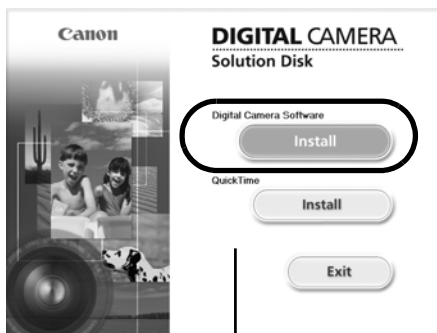 Canon
DIGITAL CAMERA
Solution Disk
Digital Camera Software
Install
QuickTime
Install
Exit